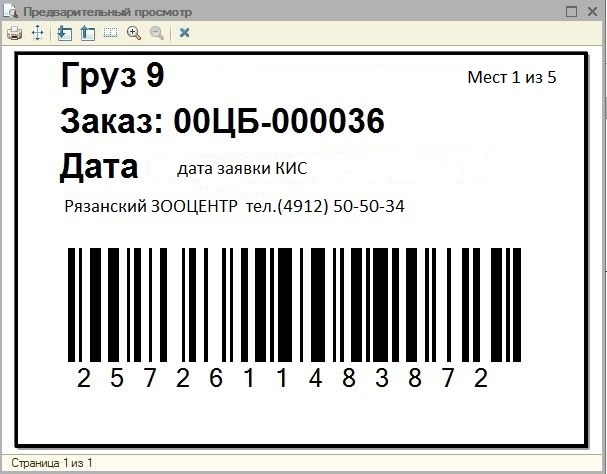 Предварительный просмотр
Груз 9
Мест 1 из 5
Заказ: 00ЦБ-000036
Дата дата заявки КИС
Рязанский ЗООЦЕНТР тел.(4912) 50-50-34
2 5 7 2 6 1 1 4 8 3 8 7 2
Страница 1 из 1